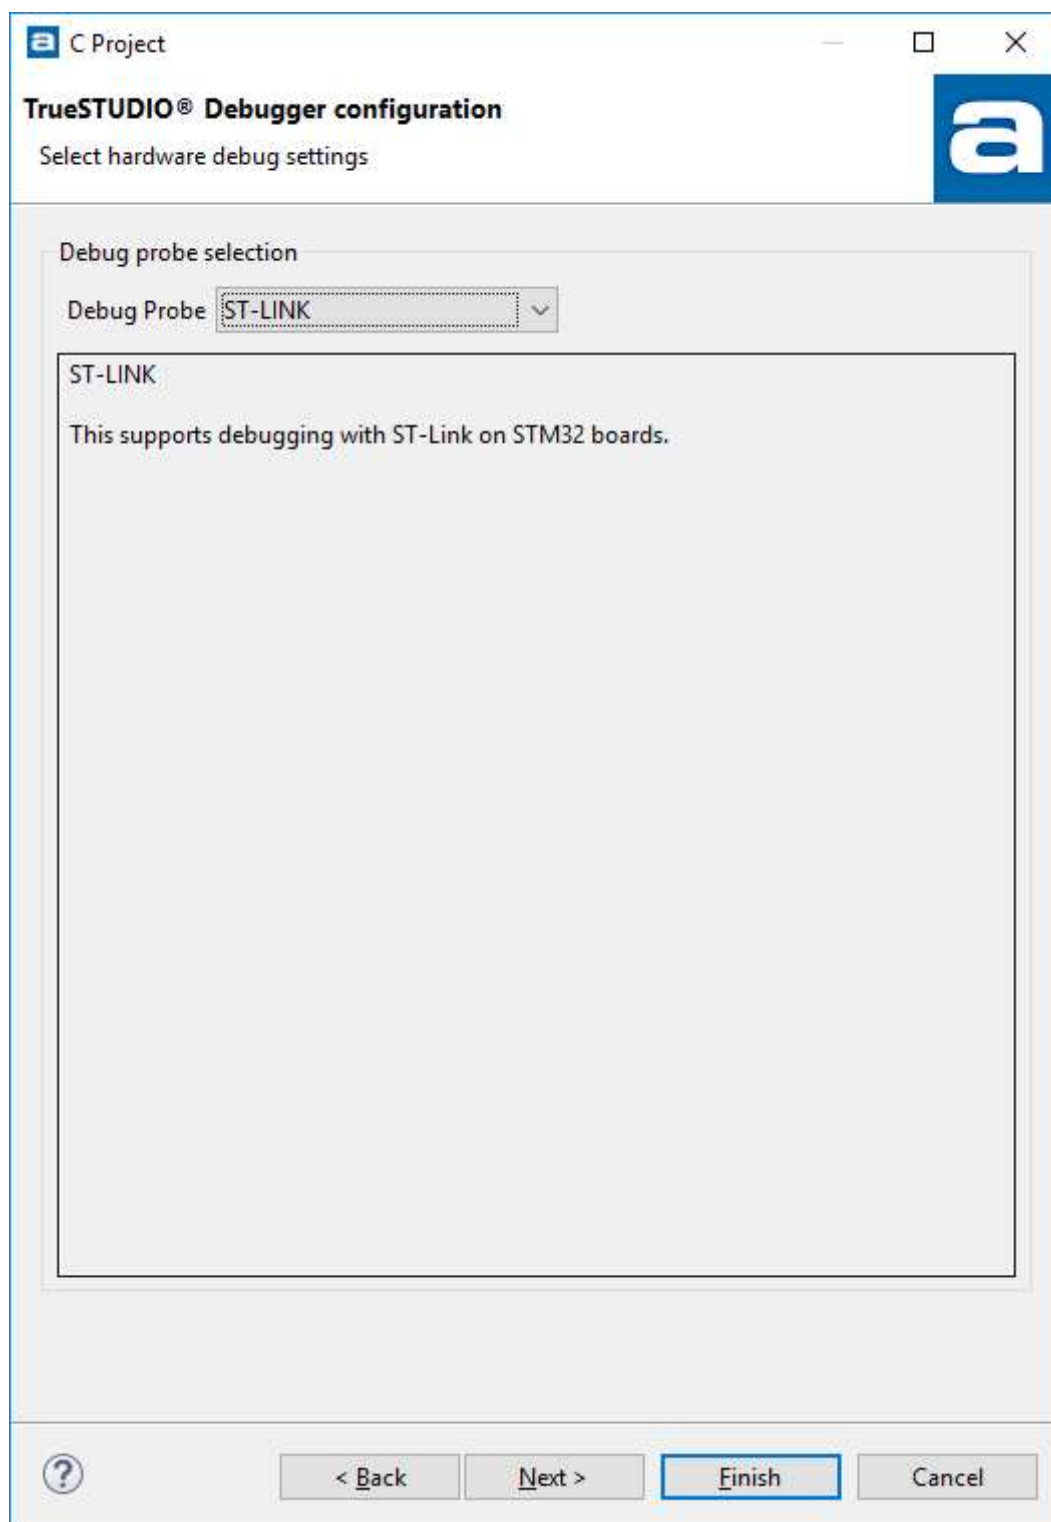 C Project
TrueSTUDIO® Debugger configuration
Select hardware debug settings
Debug probe selection
Debug Probe ST-LINK
ST-LINK
This supports debugging with ST-Link on STM32 boards.
< Back Next > Finish Cancel